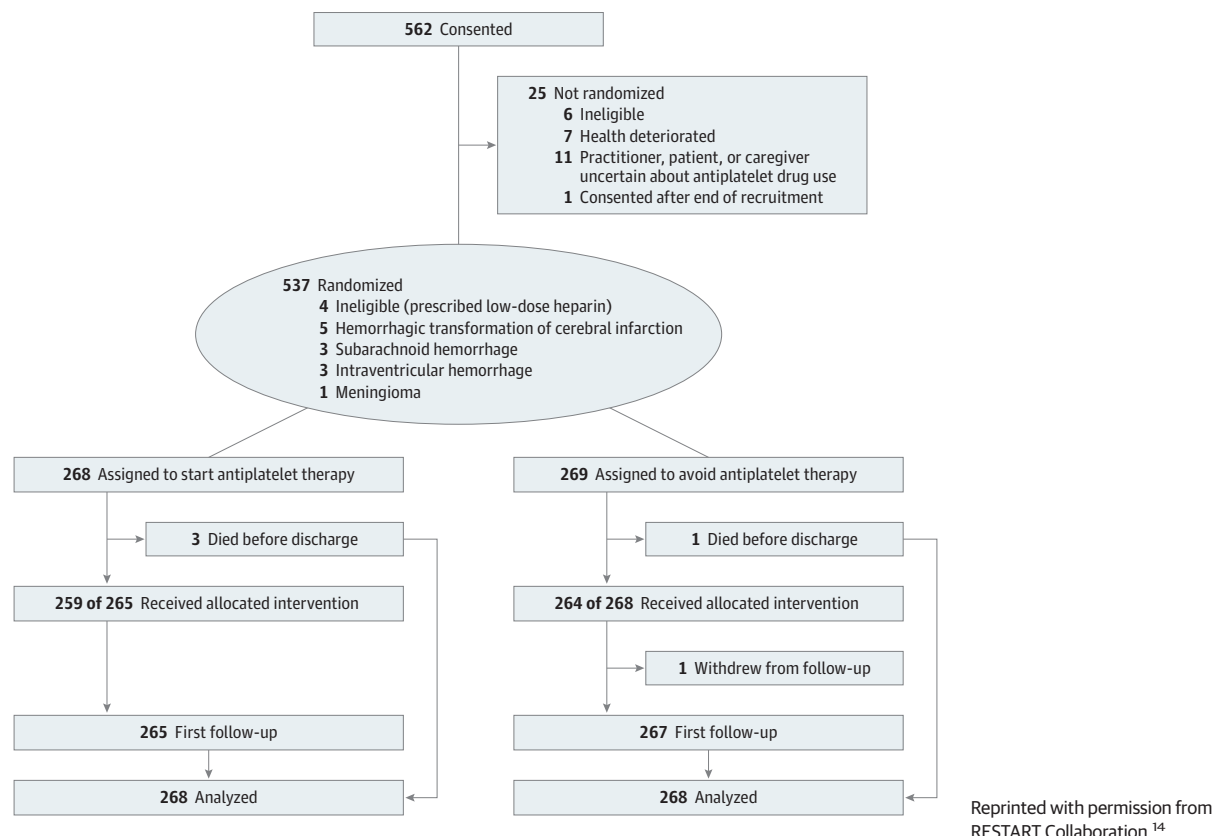 562 Consented
25 Not randomized
6 Ineligible
7 Health deteriorated
11 Practitioner, patient, or caregiver
uncertain about antiplatelet drug use
1 Consented after end of recruitment
537 Randomized
4 Ineligible (prescribed low-dose heparin)
5 Hemorrhagic transformation of cerebral infarction
3 Subarachnoid hemorrhage
3 Intraventricular hemorrhage
1 Meningioma
268 Assigned to start antiplatelet therapy
3 Died before discharge
259 of 265 Received allocated intervention
265 First follow-up
268 Analyzed
269 Assigned to avoid antiplatelet therapy
1 Died before discharge
264 of 268 Received allocated intervention
1 Withdrew from follow-up
267 First follow-up
268 Analyzed
Reprinted with permission from
RESTART Collaboration.14